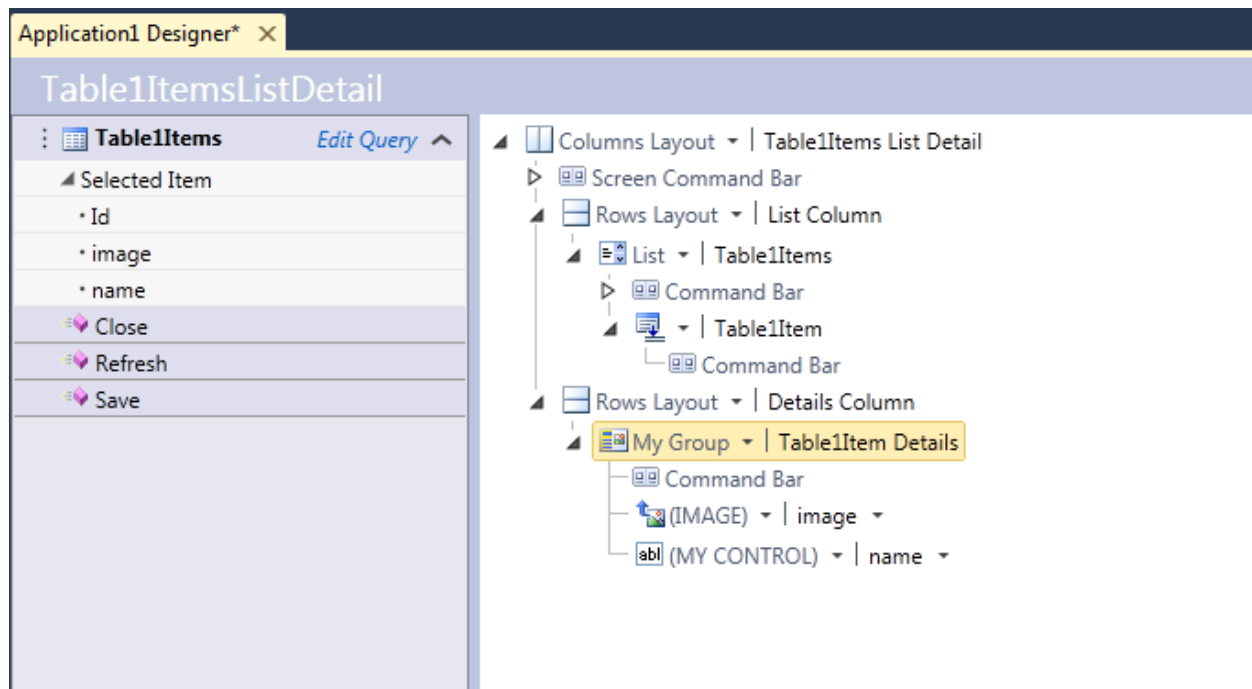 Application1 Designer*
Table1ItemsListDetail
Table1Items Edit Query
Selected Item
Id
image
name
Close
Refresh
Save
Columns Layout | Table1Items List Detail
Screen Command Bar
Rows Layout | List Column
List | Table1Items
Command Bar
| Table1Item
Command Bar
Rows Layout | Details Column
My Group | Table1Item Details
Command Bar
(IMAGE) | image
abl (MY CONTROL) | name